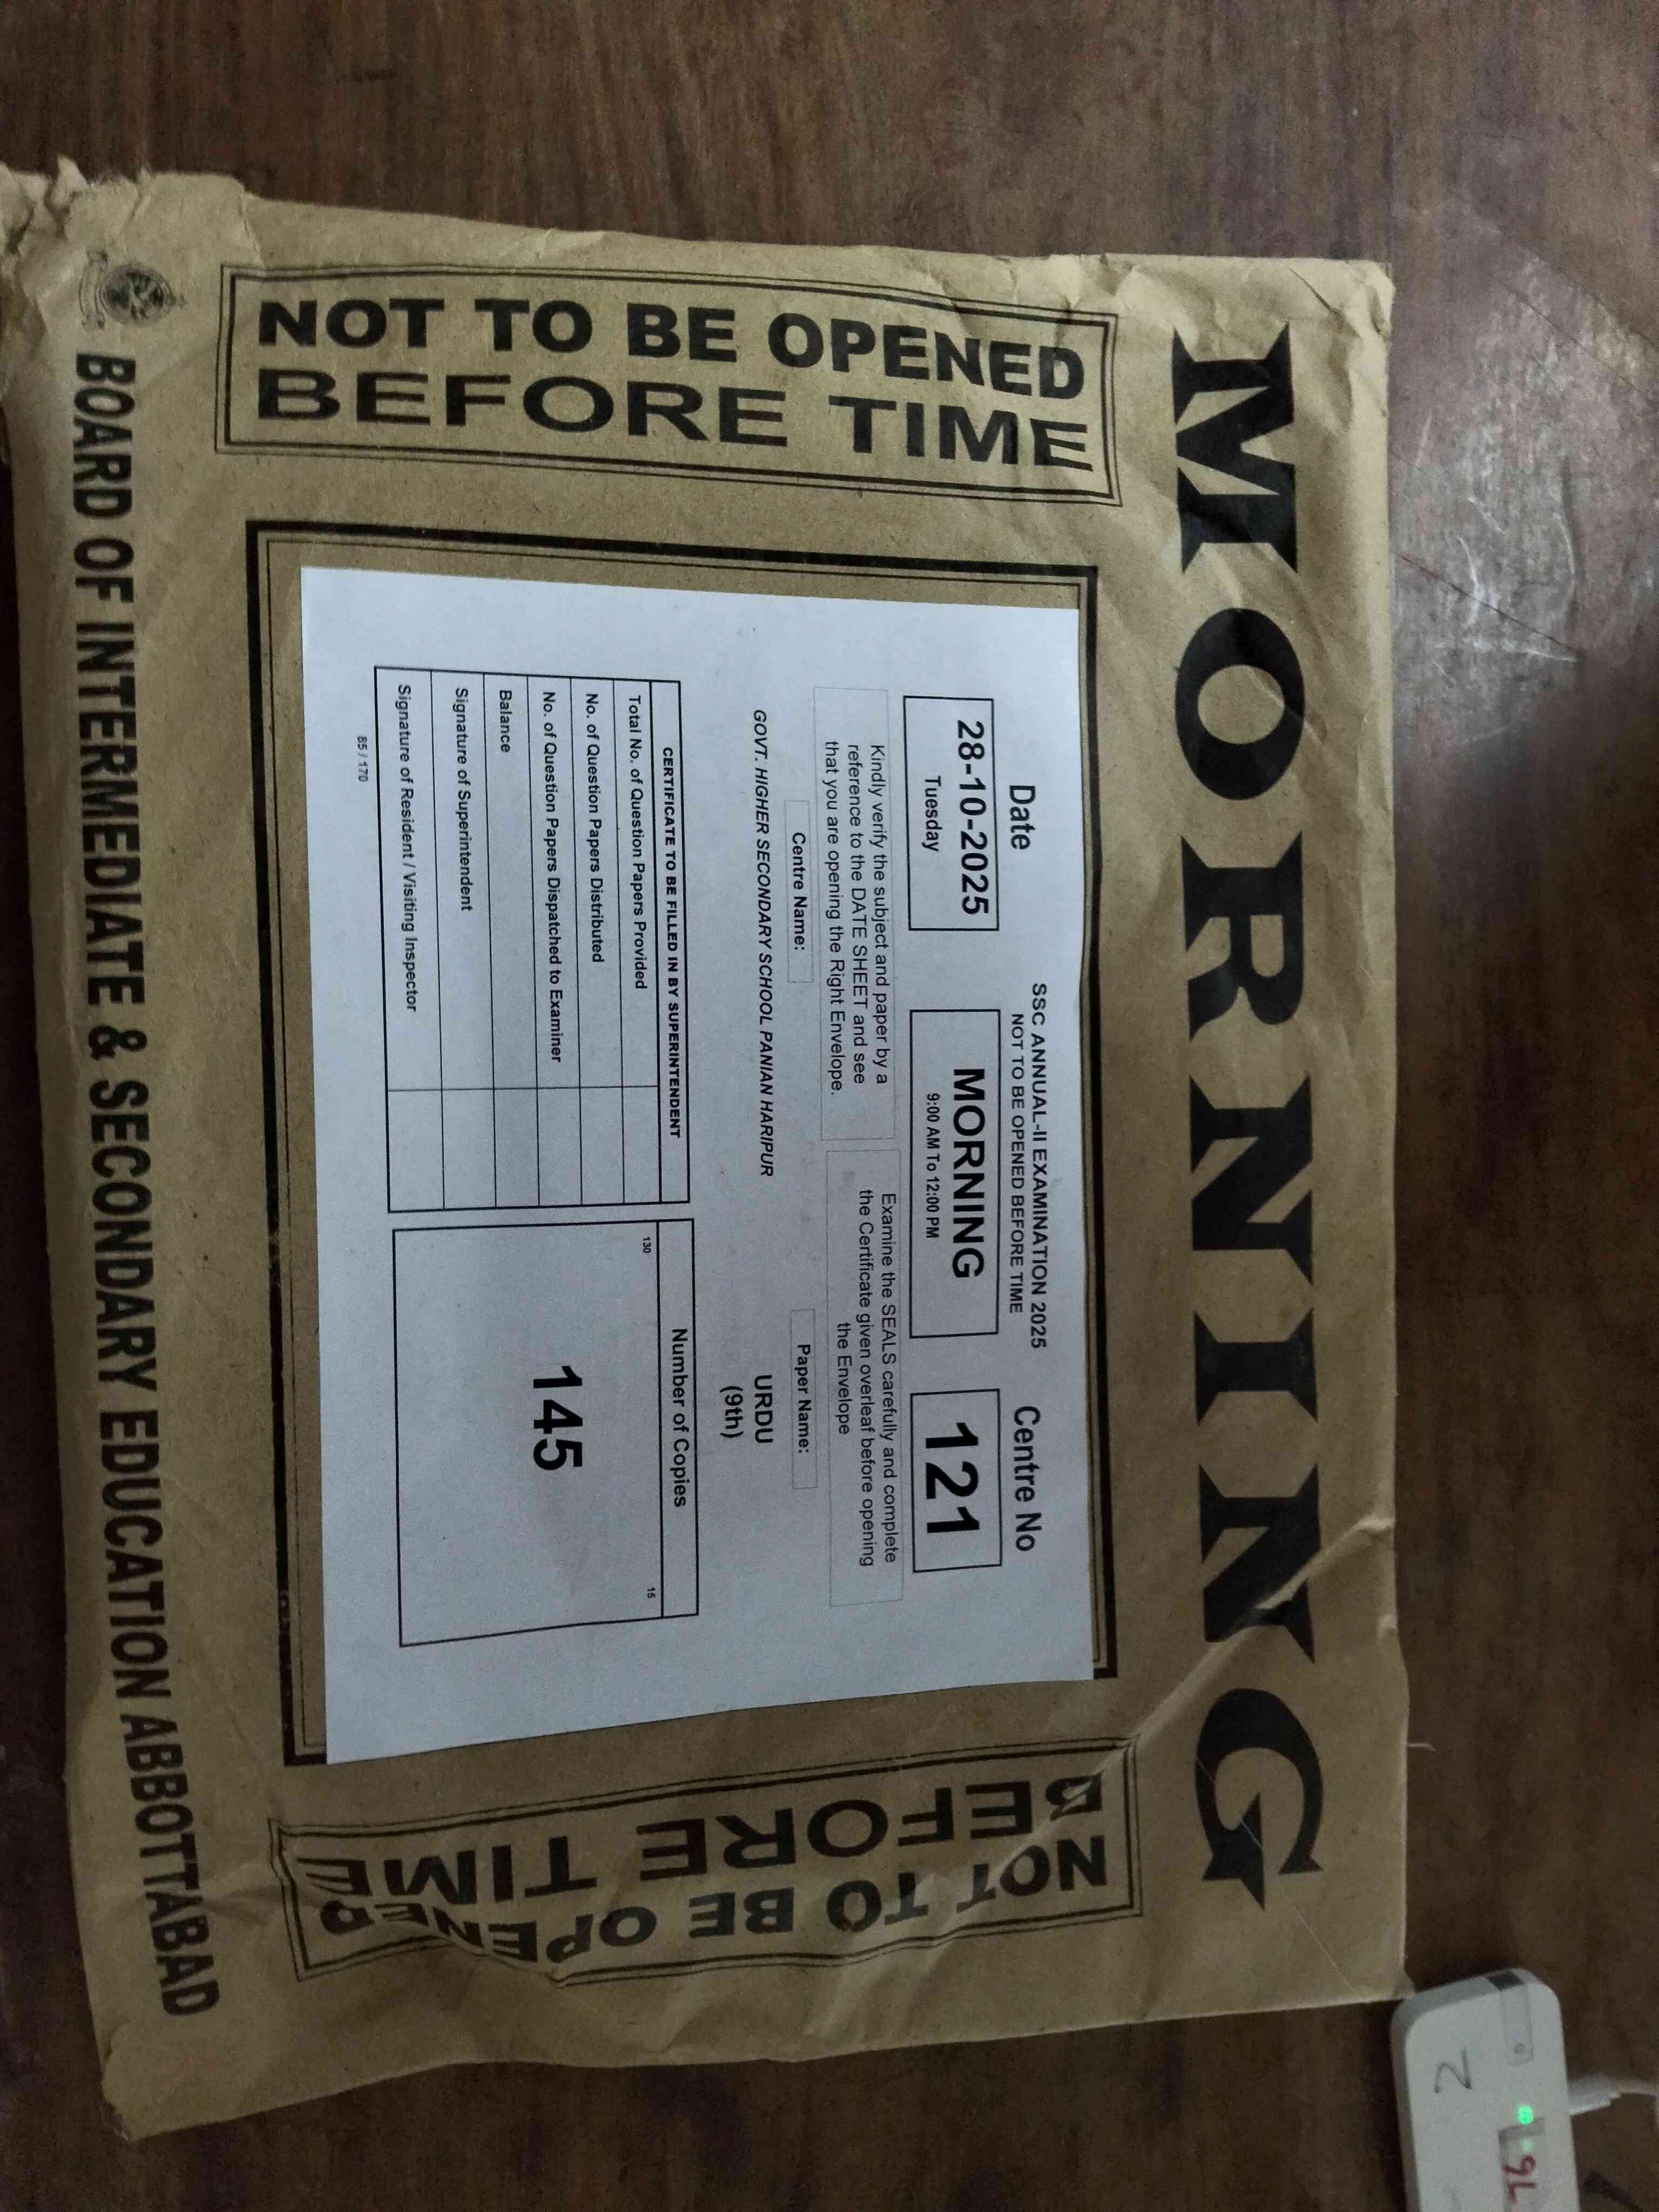 MORNING
NOT TO BE OPENED
BEFORE TIME
SSC ANNUAL-II EXAMINATION 2025
NOT TO BE OPENED BEFORE TIME
Date
28-10-2025
Tuesday
MORNING
9:00 AM To 12:00 PM
Centre No
121
Kindly verify the subject and paper by a
reference to the DATE SHEET and see
that you are opening the Right Envelope.
Examine the SEALS carefully and complete
the Certificate given overleaf before opening
the Envelope
Centre Name:
GOVT. HIGHER SECONDARY SCHOOL PANIAN HARIPUR
Paper Name:
URDU
(9th)
CERTIFICATE TO BE FILLED IN BY SUPERINTENDENT
Total No. of Question Papers Provided
No. of Question Papers Distributed
No. of Question Papers Dispatched to Examiner
Balance
Signature of Superintendent
Signature of Resident / Visiting Inspector
85 / 170
Number of Copies
130
15
145
NOT TO BE OPENED
BEFORE TIME
BOARD OF INTERMEDIATE & SECONDARY EDUCATION ABBOTTABAD